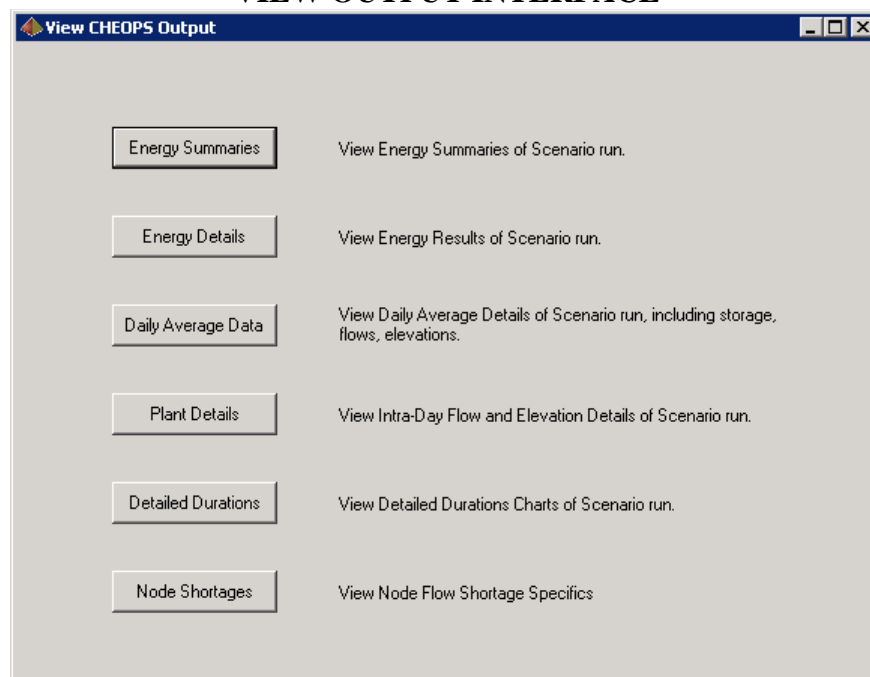 VIEW OUTPUT INTERFACE
View CHEOPS Output
Energy Summaries View Energy Summaries of Scenario run.
Energy Details View Energy Results of Scenario run.
Daily Average Data View Daily Average Details of Scenario run, including storage,
flows, elevations.
Plant Details View Intra-Day Flow and Elevation Details of Scenario run.
Detailed Durations View Detailed Durations Charts of Scenario run.
Node Shortages View Node Flow Shortage Specifics